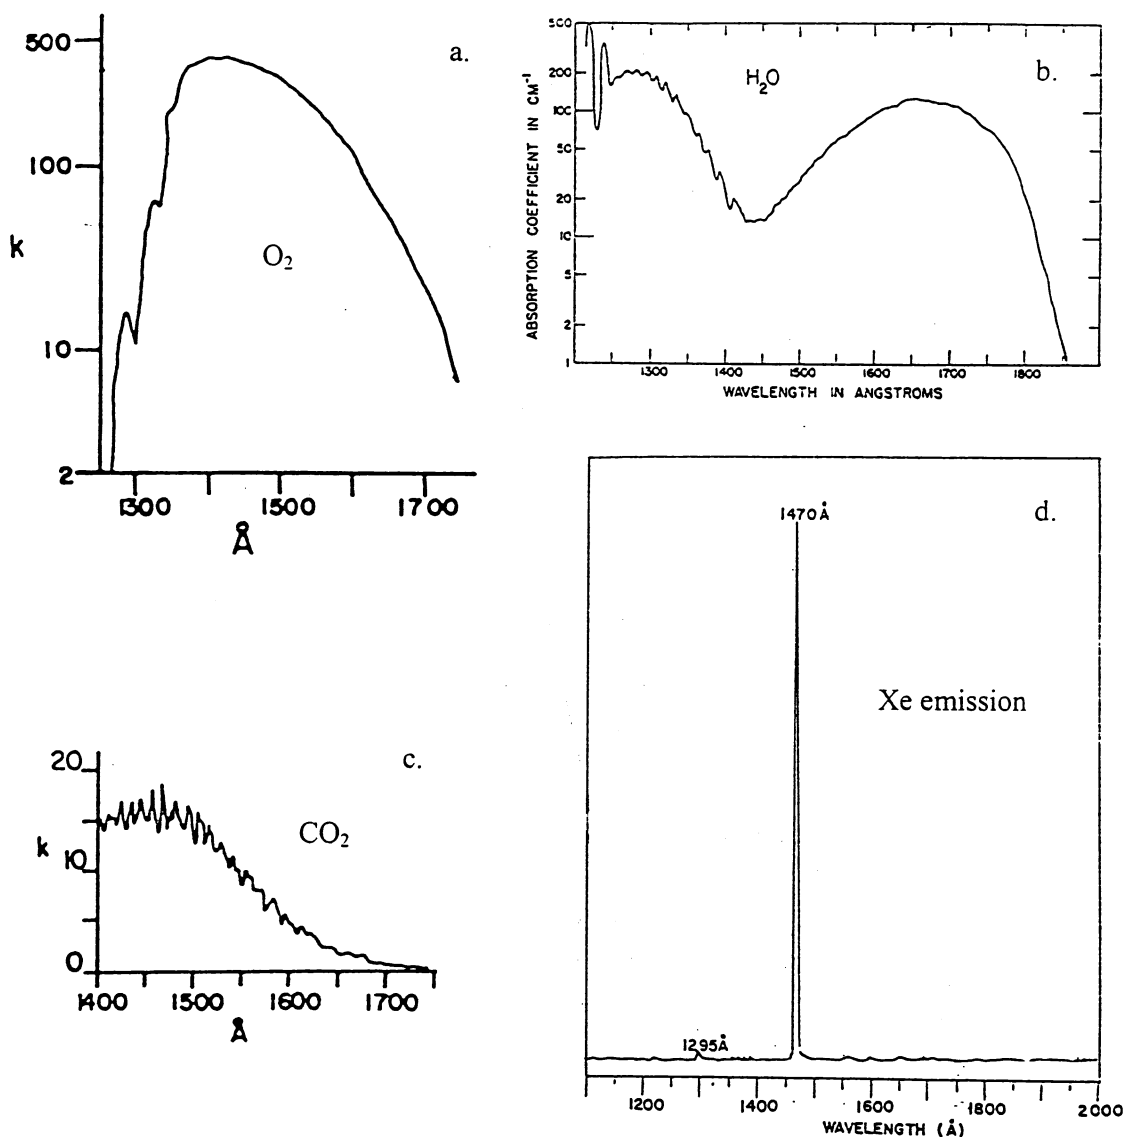 a.
500
100
k
O₂
10
2
1300
1500
1700
Å
b.
H₂O
ABSORPTION COEFFICIENT IN CM⁻¹
500
200
100
50
20
10
5
2
1
1300
1400
1500
1600
1700
1800
WAVELENGTH IN ANGSTROMS
c.
20
k
10
0
CO₂
1400
1500
1600
1700
Å
d.
1470Å
Xe emission
1295Å
1200
1400
1600
1800
2000
WAVELENGTH (Å)